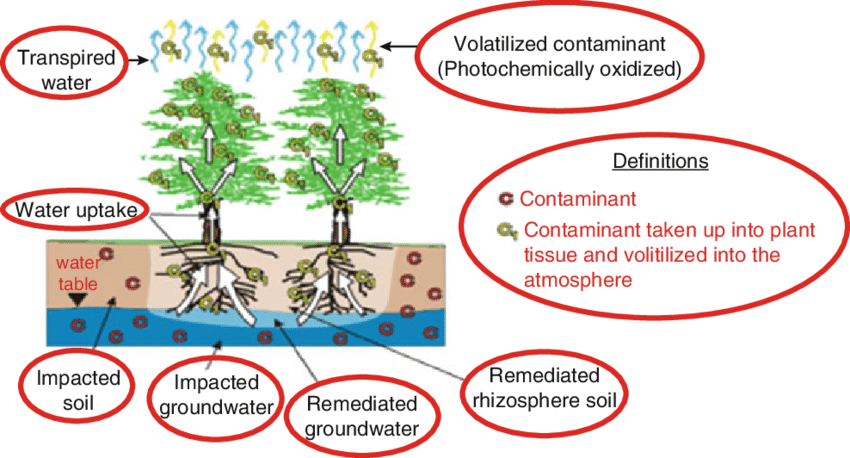 Transpired
water
Volatilized contaminant
(Photochemically oxidized)
Definitions
C Contaminant
C1 Contaminant taken up into plant
tissue and volitilized into the
atmosphere
Water uptake
water
table
Impacted
soil
Impacted
groundwater
Remediated
groundwater
Remediated
rhizosphere soil